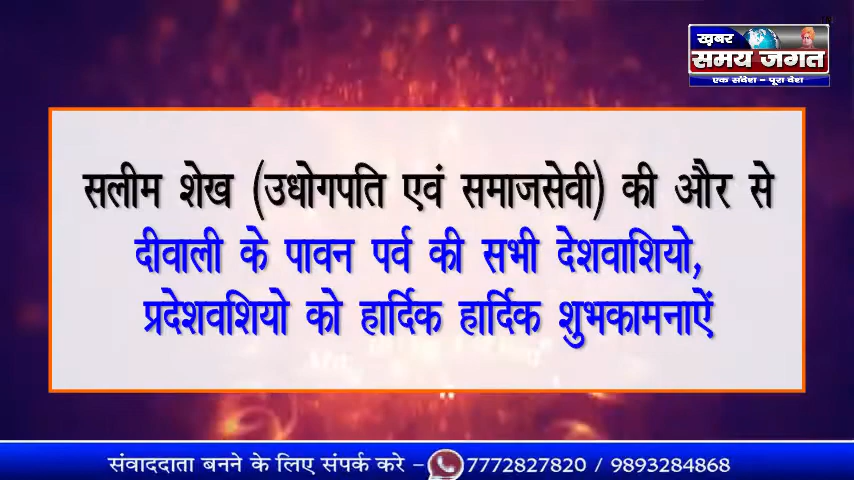 ख़बर
समय जगत
एक संदेश – पूरा देश
सलीम शेख (उधोगपति एवं समाजसेवी) की और से
दीवाली के पावन पर्व की सभी देशवाशियो,
प्रदेशवशियो को हार्दिक हार्दिक शुभकामनाऐं
संवाददाता बनने के लिए संपर्क करे – 7772827820 / 9893284868